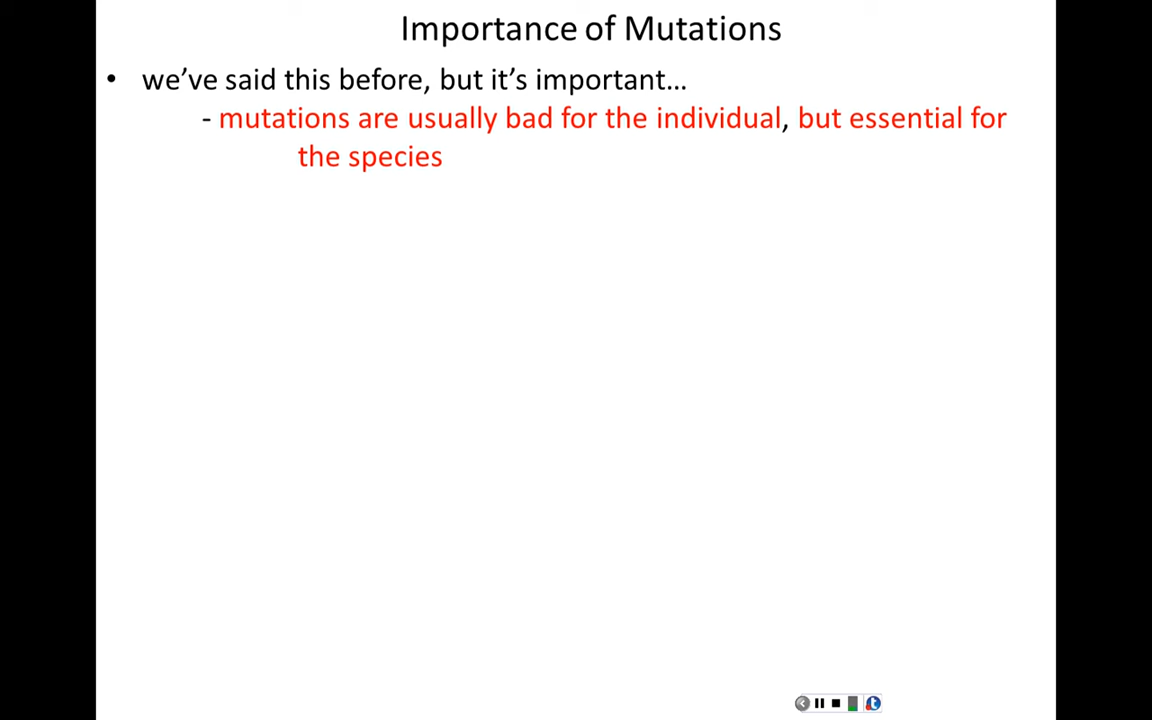 Importance of Mutations
• we’ve said this before, but it’s important…
- mutations are usually bad for the individual, but essential for
the species